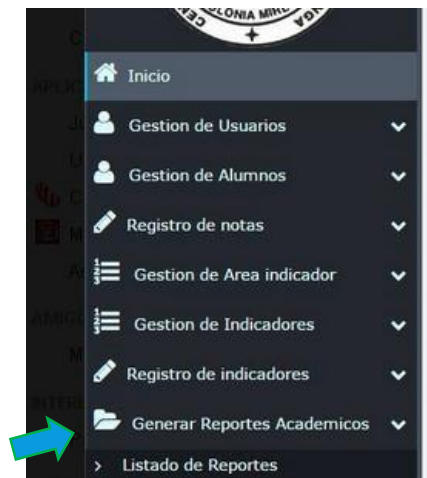 COLONIA
Inicio
Gestion de Usuarios
Gestion de Alumnos
Registro de notas
Gestion de Area indicador
Gestion de Indicadores
Registro de indicadores
Generar Reportes Academicos
> Listado de Reportes